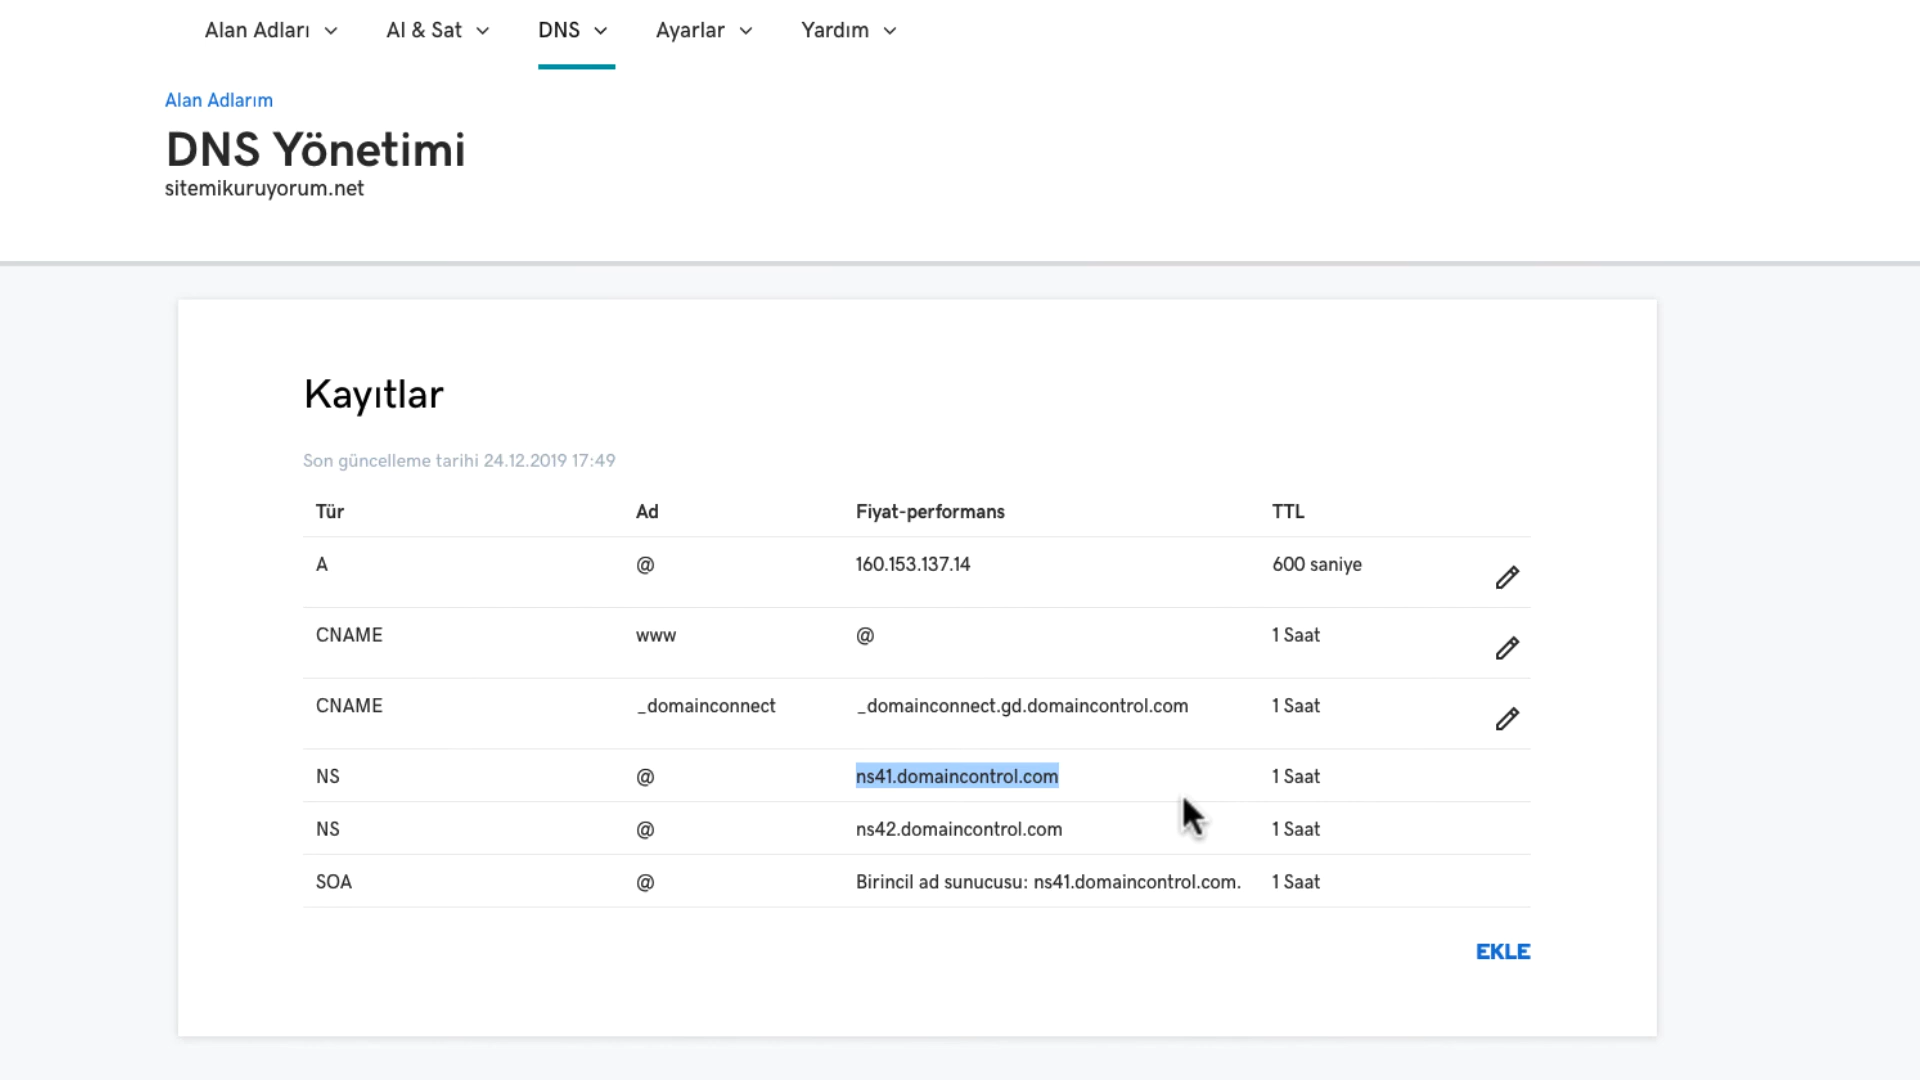 Alan Adları Al & Sat DNS Ayarlar Yardım
Alan Adlarım
DNS Yönetimi
sitemikuruyorum.net
Kayıtlar
Son güncelleme tarihi 24.12.2019 17:49
Tür Ad Fiyat-performans TTL
A @ 160.153.137.14 600 saniye
CNAME www @ 1 Saat
CNAME _domainconnect _domainconnect.gd.domaincontrol.com 1 Saat
NS @ ns41.domaincontrol.com 1 Saat
NS @ ns42.domaincontrol.com 1 Saat
SOA @ Birincil ad sunucusu: ns41.domaincontrol.com. 1 Saat
EKLE